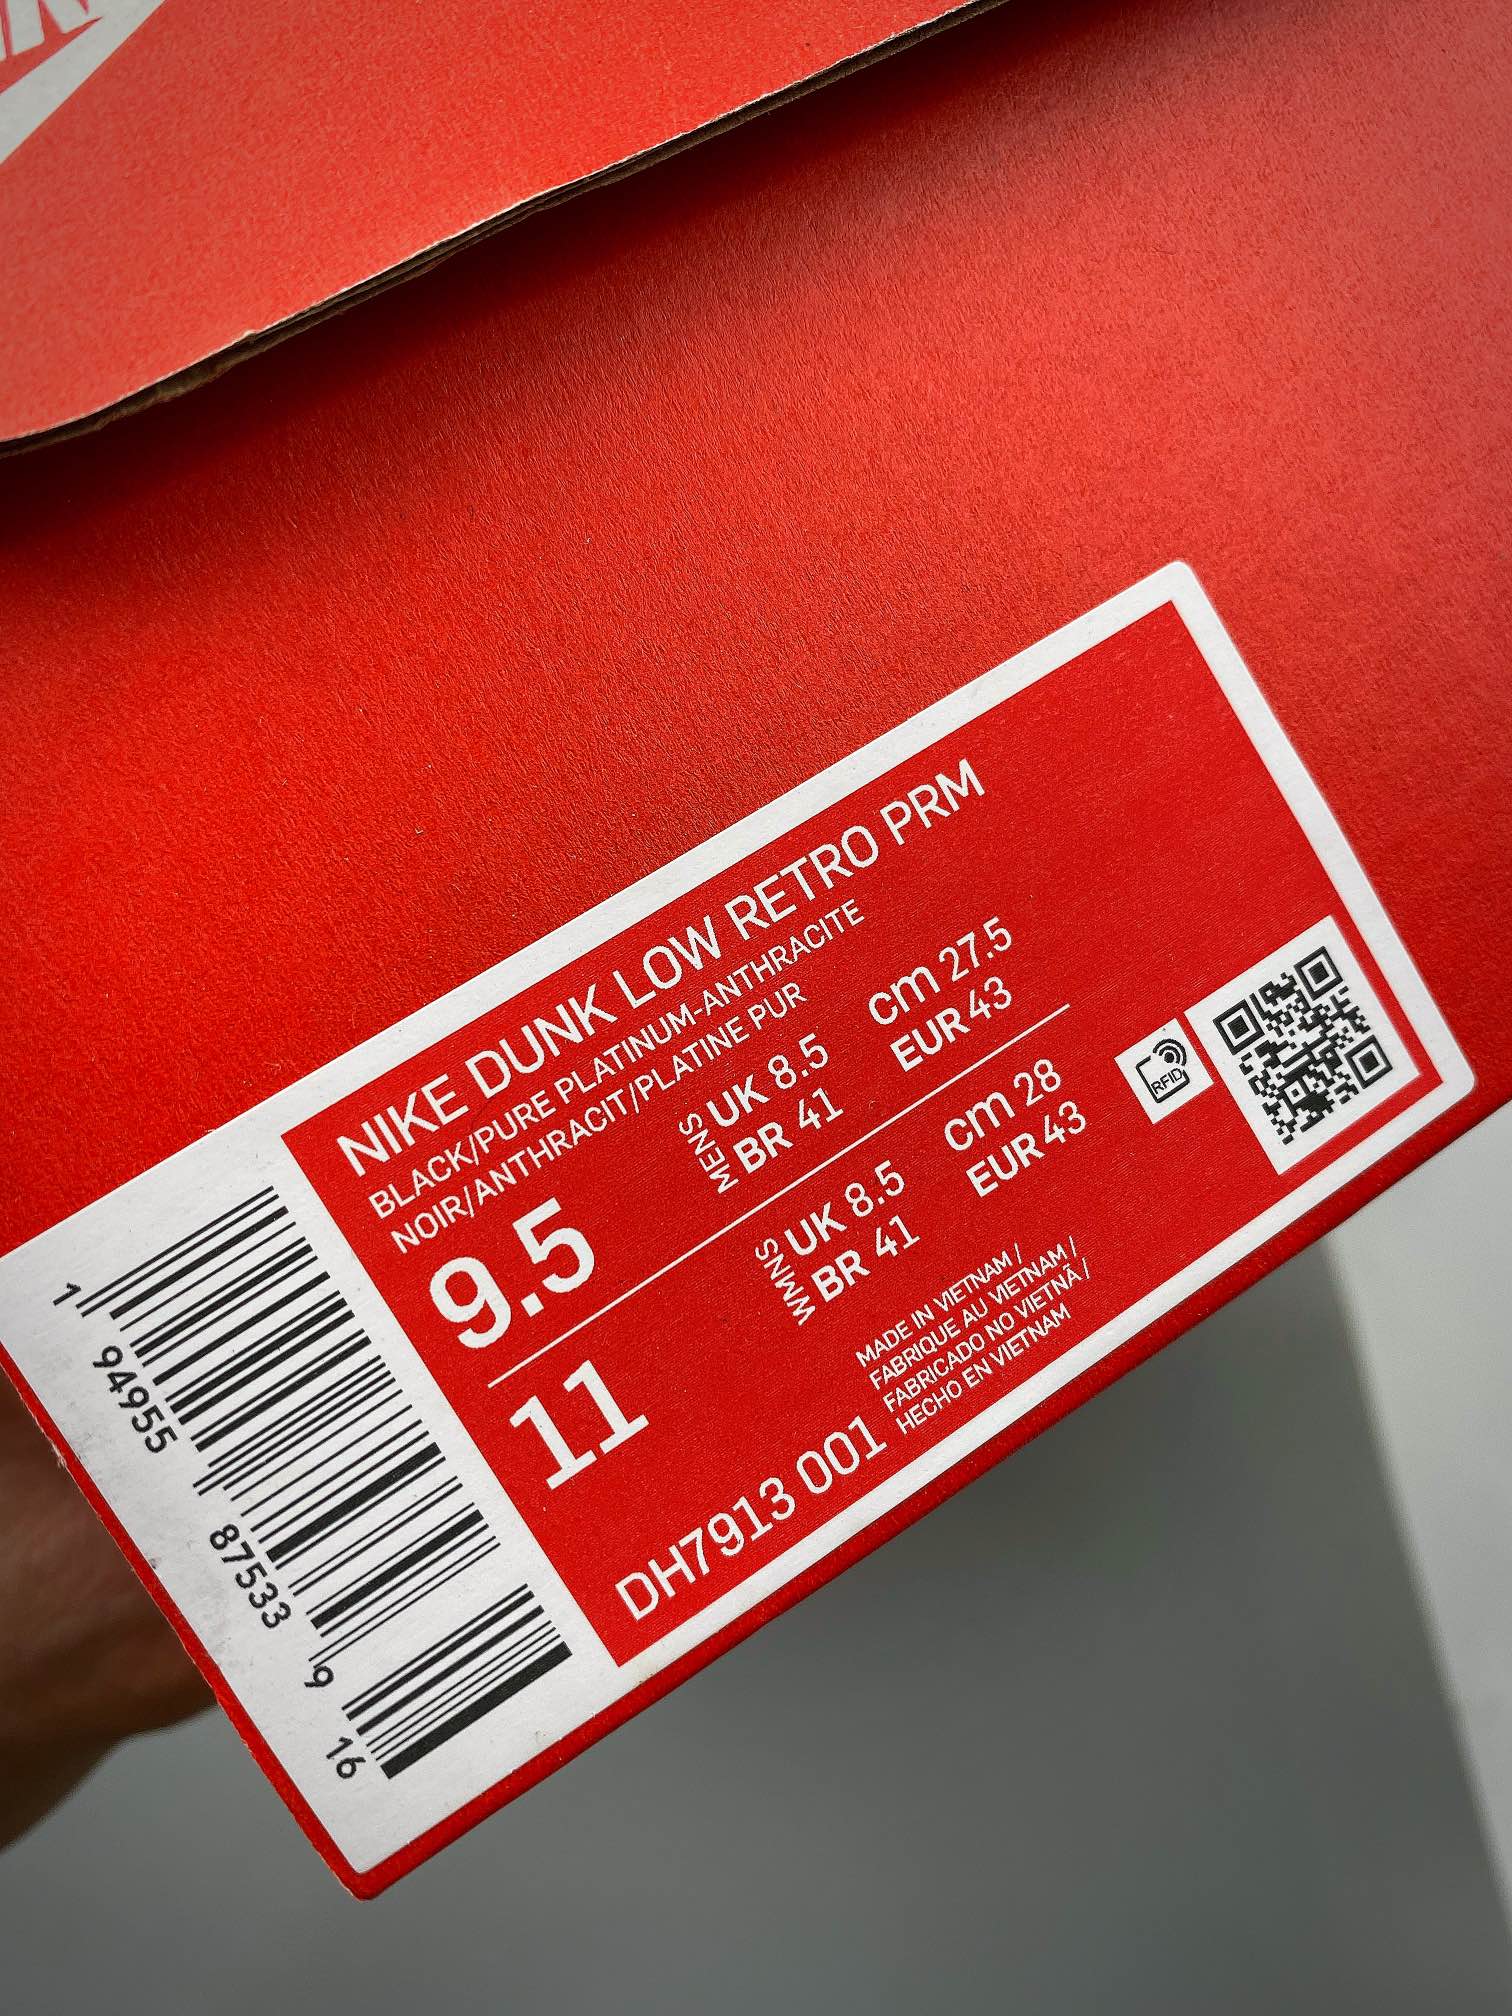 NIKE DUNK LOW RETRO PRM
BLACK/PURE PLATINUM-ANTHRACITE
NOIR/ANTHRACIT/PLATINE PUR
9.5
MENS
UK 8.5
cm 27.5
BR 41
EUR 43
11
WMNS
UK 8.5
cm 28
BR 41
EUR 43
RFID
MADE IN VIETNAM /
FABRIQUE AU VIETNAM /
FABRICADO NO VIETNÃ /
HECHO EN VIETNAM
DH7913 001
1 94955 87533 9 16